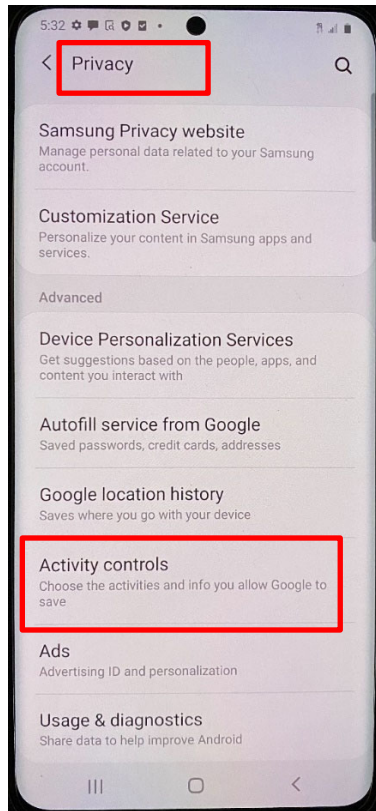 5:32
Privacy
Samsung Privacy website
Manage personal data related to your Samsung
account.
Customization Service
Personalize your content in Samsung apps and
services.
Advanced
Device Personalization Services
Get suggestions based on the people, apps, and
content you interact with
Autofill service from Google
Saved passwords, credit cards, addresses
Google location history
Saves where you go with your device
Activity controls
Choose the activities and info you allow Google to
save
Ads
Advertising ID and personalization
Usage & diagnostics
Share data to help improve Android